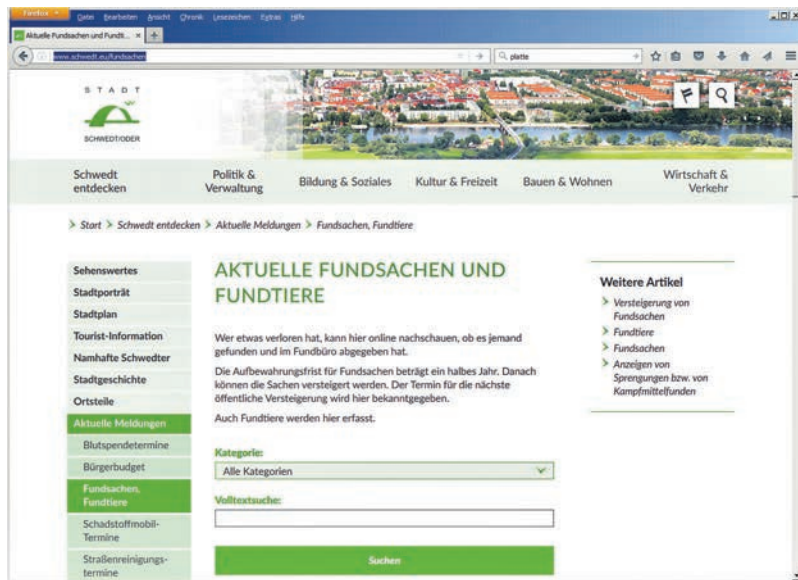 Firefox
Datei Bearbeiten Ansicht Chronik Lesezeichen Extras Hilfe
Aktuelle Fundsachen und Fundti... × +
www.schwedt.eu/fundsachen
platte
STADT
SCHWEDT/ODER
Schwedt
entdecken
Politik &
Verwaltung
Bildung & Soziales
Kultur & Freizeit
Bauen & Wohnen
Wirtschaft &
Verkehr
Start Schwedt entdecken Aktuelle Meldungen Fundsachen, Fundtiere
Sehenswertes
Stadtporträt
Stadtplan
Tourist-Information
Namhafte Schwedter
Stadtgeschichte
Ortsteile
Aktuelle Meldungen
Blutspendetermine
Bürgerbudget
Fundsachen,
Fundtiere
Schadstoffmobil-
Termine
Straßenreinigungs-
termine
AKTUELLE FUNDSACHEN UND
FUNDTIERE
Wer etwas verloren hat, kann hier online nachschauen, ob es jemand
gefunden und im Fundbüro abgegeben hat.
Die Aufbewahrungsfrist für Fundsachen beträgt ein halbes Jahr. Danach
können die Sachen versteigert werden. Der Termin für die nächste
öffentliche Versteigerung wird hier bekanntgegeben.
Auch Fundtiere werden hier erfasst.
Kategorie:
Alle Kategorien
Volltextsuche:
Suchen
Weitere Artikel
Versteigerung von
Fundsachen
Fundtiere
Fundsachen
Anzeigen von
Sprengungen bzw. von
Kampfmittelfunden